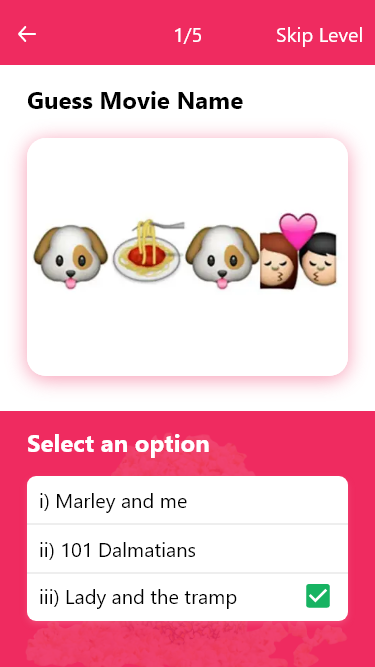 1/5
Skip Level
Guess Movie Name
Select an option
i) Marley and me
ii) 101 Dalmatians
iii) Lady and the tramp